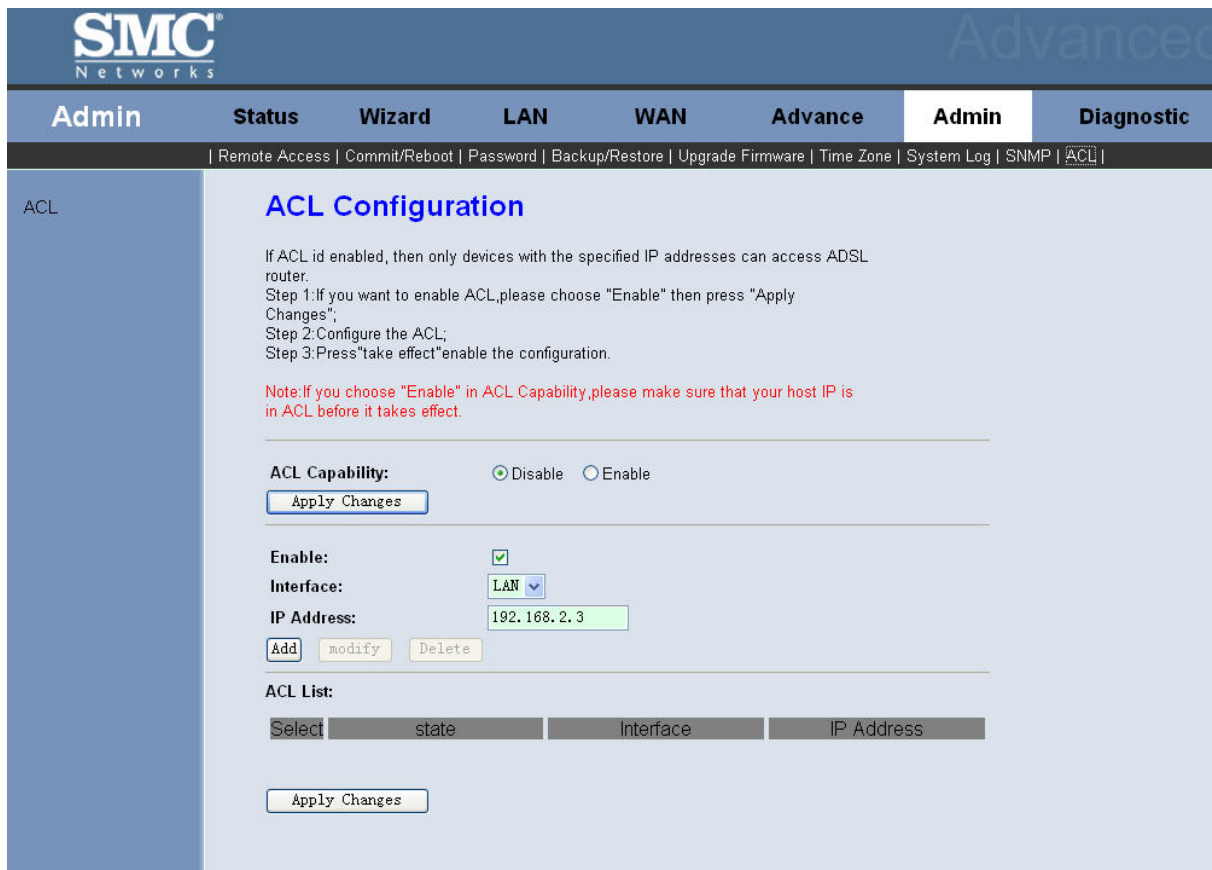 SMC®
Networks
Advanced
Admin Status Wizard LAN WAN Advance Admin Diagnostic
| Remote Access | Commit/Reboot | Password | Backup/Restore | Upgrade Firmware | Time Zone | System Log | SNMP | ACL |
ACL
ACL Configuration
If ACL id enabled, then only devices with the specified IP addresses can access ADSL
router.
Step 1:If you want to enable ACL,please choose "Enable" then press "Apply
Changes";
Step 2:Configure the ACL;
Step 3:Press"take effect"enable the configuration.
Note:If you choose "Enable" in ACL Capability,please make sure that your host IP is
in ACL before it takes effect.
ACL Capability: Disable Enable
Apply Changes
Enable:
Interface: LAN
IP Address: 192.168.2.3
Add modify Delete
ACL List:
Select state Interface IP Address
Apply Changes